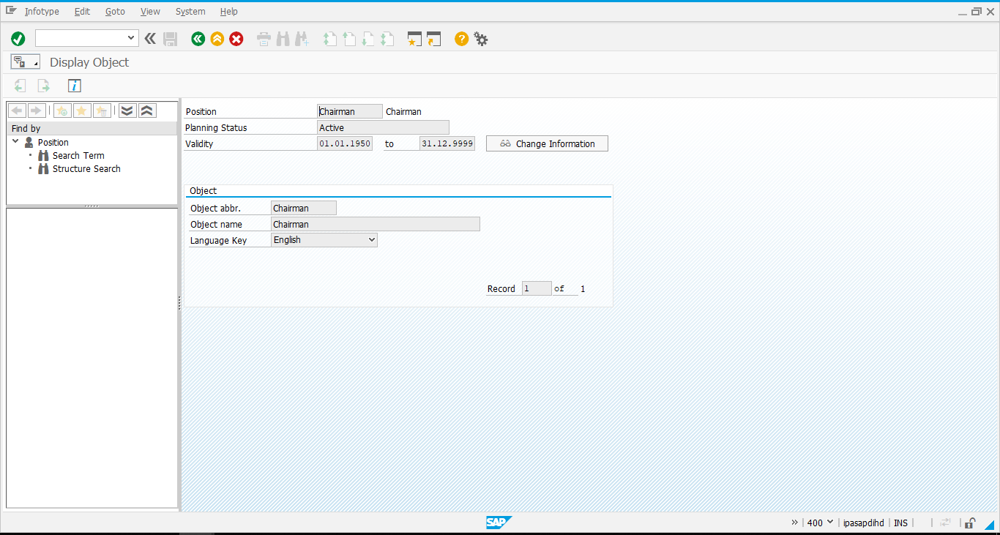 Infotype Edit Goto View System Help
Display Object
Find by
Position
Search Term
Structure Search
Position Chairman Chairman
Planning Status Active
Validity 01.01.1950 to 31.12.9999 Change Information
Object
Object abbr. Chairman
Object name Chairman
Language Key English
Record 1 of 1
SAP 400 ipasapdihd INS